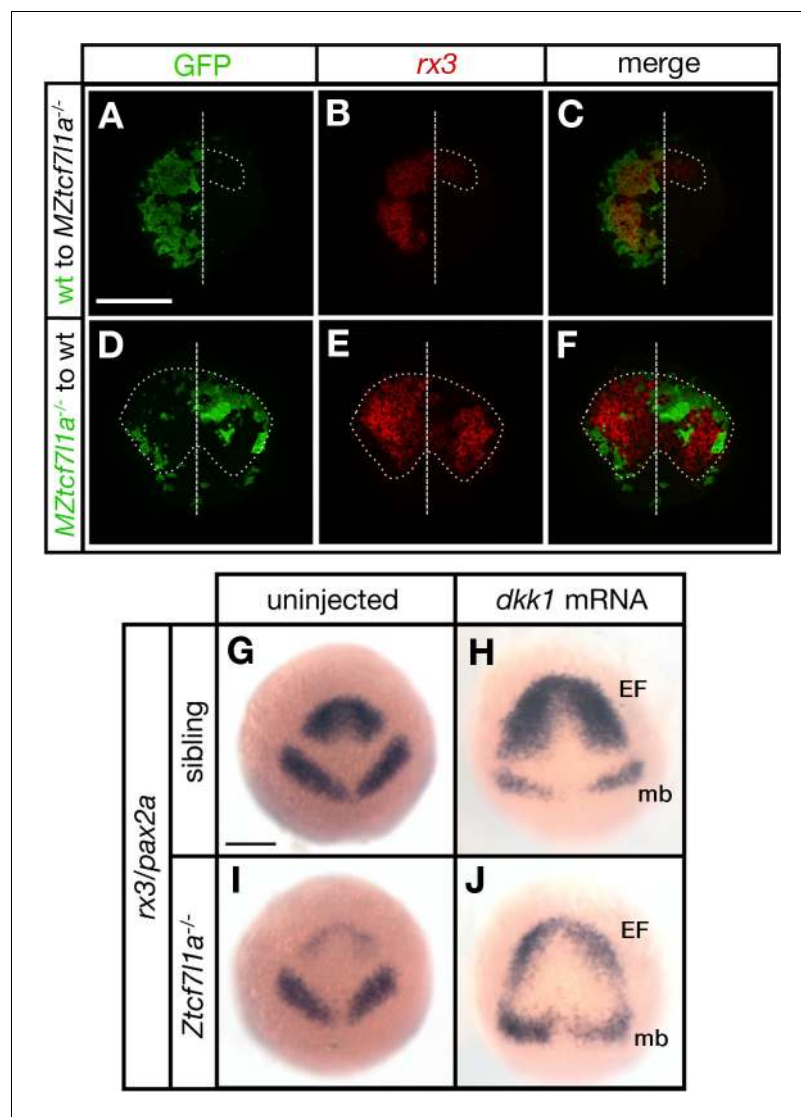 GFP rx3 merge
wt to MZtcf7l1a-/-
A B C
MZtcf7l1a-/- to wt
D E F
uninjected dkk1 mRNA
rx3/pax2a
sibling
G H
EF
mb
Ztcf7l1a-/-
I J
EF
mb